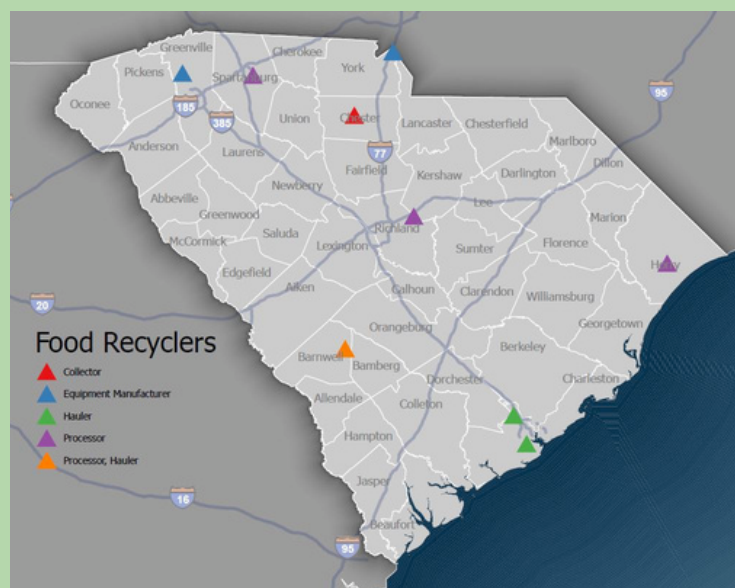 Greenville
Cherokee
Pickens
Spartanburg
York
Oconee
185
Union
Chester
Lancaster
Chesterfield
95
385
Anderson
Laurens
77
Marlboro
Dillon
Fairfield
Kershaw
Darlington
Newberry
Abbeville
Greenwood
Lee
Marion
McCormick
Saluda
Richland
Lexington
Sumter
Florence
Horry
Edgefield
Aiken
Calhoun
Clarendon
Williamsburg
20
Georgetown
Orangeburg
Food Recyclers
Berkeley
Barnwell
Bamberg
Collector
Dorchester
Charleston
Equipment Manufacturer
Allendale
Colleton
Hauler
Hampton
Processor
Processor, Hauler
Jasper
16
Beaufort
95